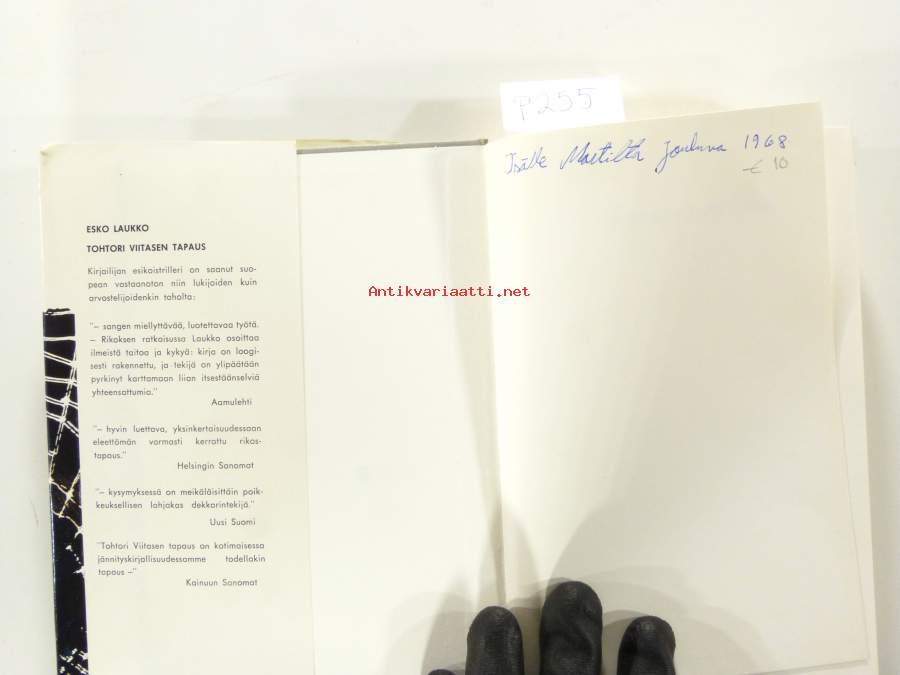 P255
Isälle Martilta Jouluna 1968
€ 10
ESKO LAUKKO
TOHTORI VIITASEN TAPAUS
Kirjailijan esikoistrilleri on saanut suo-
pean vastaanoton niin lukijoiden kuin
arvostelijoidenkin taholta:
"– sangen miellyttävää, luotettavaa työtä.
– Rikoksen ratkaisussa Laukko osoittaa
ilmeistä taitoa ja kykyä: kirja on loogi-
sesti rakennettu, ja tekijä on ylipäätään
pyrkinyt karttamaan liian itsestäänselviä
yhteensattumia."
Aamulehti
"– hyvin luettava, yksinkertaisuudessaan
eleettömän varmasti kerrottu rikos-
tapaus."
Helsingin Sanomat
"– kysymyksessä on meikäläisittäin poik-
keuksellisen lahjakas dekkarintekijä."
Uusi Suomi
"Tohtori Viitasen tapaus on kotimaisessa
jännityskirjallisuudessamme todellakin
tapaus –"
Kainuun Sanomat
Antikvariaatti.net